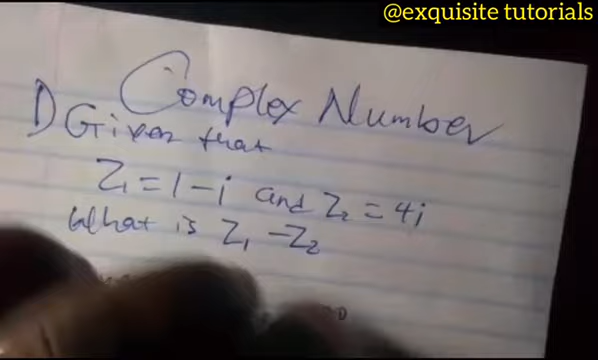 @exquisite tutorials
Complex Number
1) Given that
Z₁ = 1 - i and Z₂ = 4i
What is Z₁ - Z₂